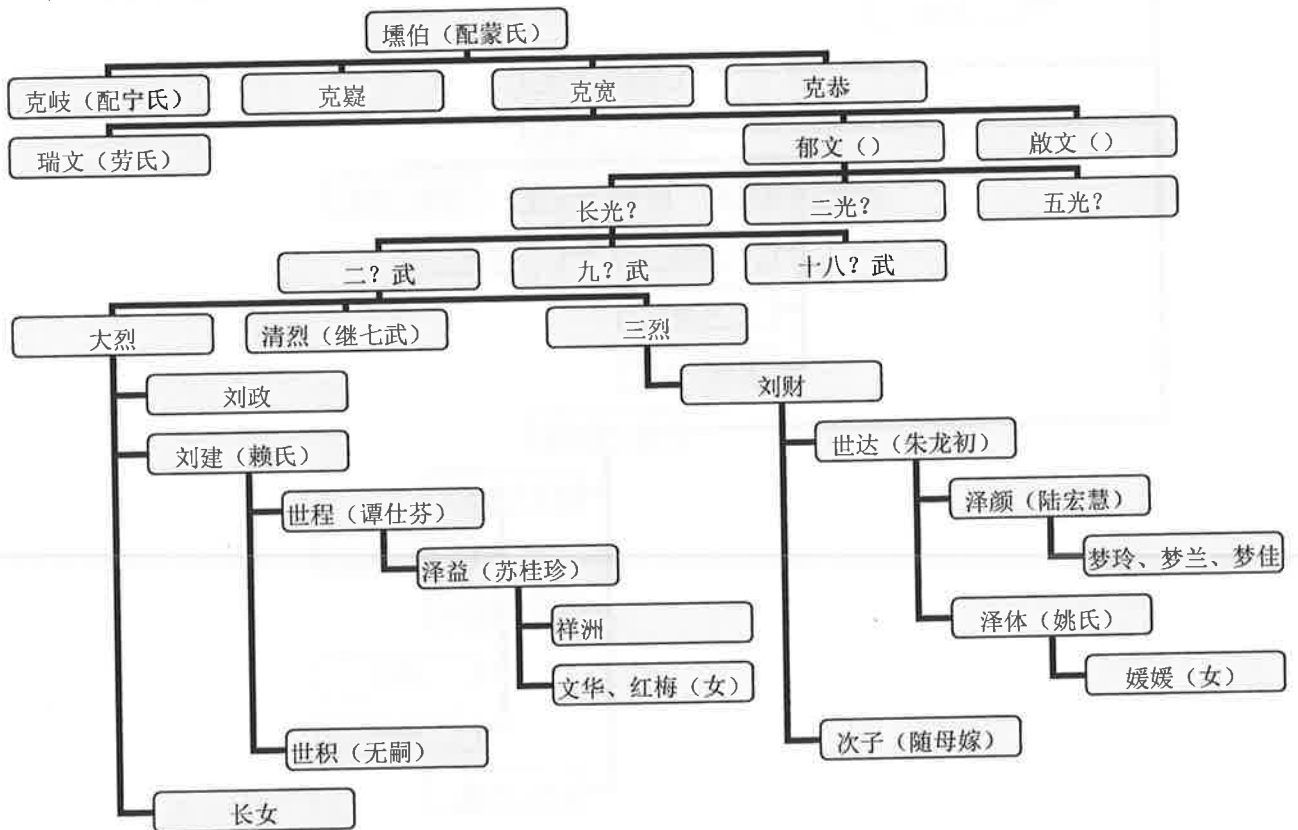 壎伯（配蒙氏）
克岐（配宁氏） 克嶷 克宽 克恭
瑞文（劳氏） 郁文（） 啟文（）
长光？ 二光？ 五光？
二？武 九？武 十八？武
大烈 清烈（继七武） 三烈
刘政 刘财
刘建（赖氏） 世达（朱龙初）
世程（谭仕芬） 泽颜（陆宏慧）
泽益（苏桂珍） 梦玲、梦兰、梦佳
祥洲 泽体（姚氏）
文华、红梅（女） 媛媛（女）
世积（无嗣） 次子（随母嫁）
长女